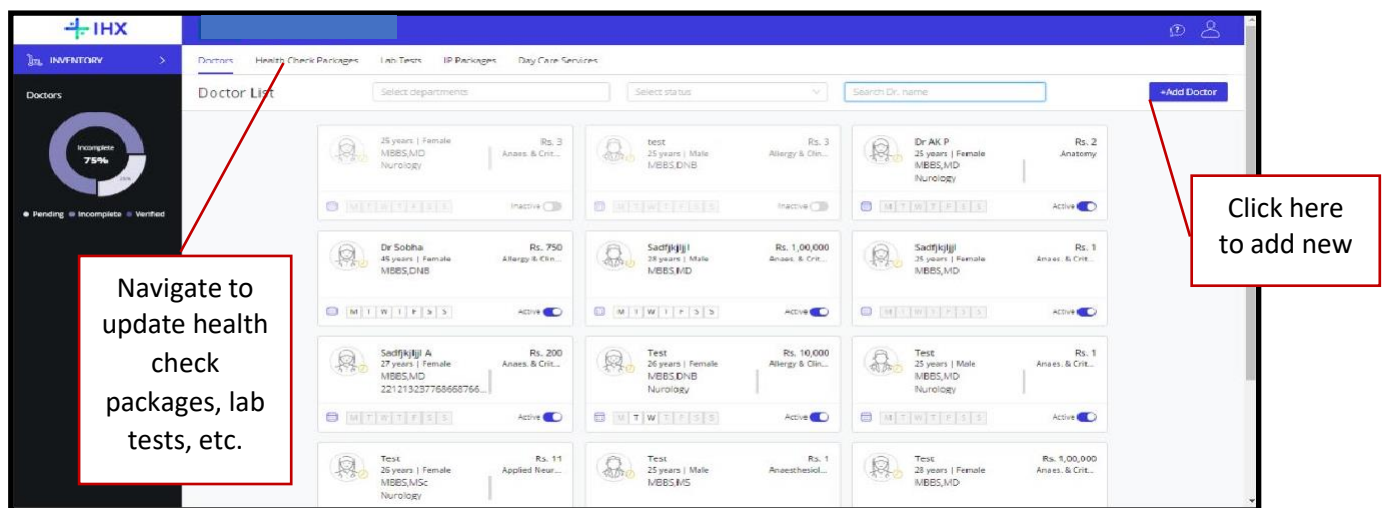 IHX
INVENTORY
Doctors Health Check Packages Lab Tests IP Packages Day Care Services
Doctors
Doctor List
Select departments
Select status
Search Dr. name
+Add Doctor
Incomplete
75%
Pending Incomplete Verified
25 years | Female Rs. 3
MBBS,MD Anaes. & Crit...
Nurology
M T W T F S S Inactive
test Rs. 3
25 years | Male Allergy & Clin...
MBBS,DNB
M T W T F S S Inactive
Dr AK P Rs. 2
25 years | Female Anatomy
MBBS,MD
Nurology
M T W T F S S Active
Dr Sobha Rs. 750
45 years | Female Allergy & Clin...
MBBS,DNB
M T W T F S S Active
Rs. 1,00,000
28 years | Male Anaes. & Crit...
MBBS,MD
M T W T F S S Active
Rs. 1
25 years | Female Anaes. & Crit...
MBBS,MD
M T W T F S S Active
Rs. 200
27 years | Female Anaes. & Crit...
MBBS,MD
M T W T F S S Active
Test Rs. 10,000
26 years | Female Allergy & Clin...
MBBS,DNB
Nurology
M T W T F S S Active
Test Rs. 1
25 years | Male Anaes. & Crit...
MBBS,MD
Nurology
M T W T F S S Active
Test Rs. 11
26 years | Female Applied Neur...
MBBS,MSc
Nurology
Test Rs. 1
25 years | Male Anaesthesiol...
MBBS,MS
Test Rs. 1,00,000
28 years | Female Anaes. & Crit...
MBBS,MD
Navigate to
update health
check
packages, lab
tests, etc.
Click here
to add new